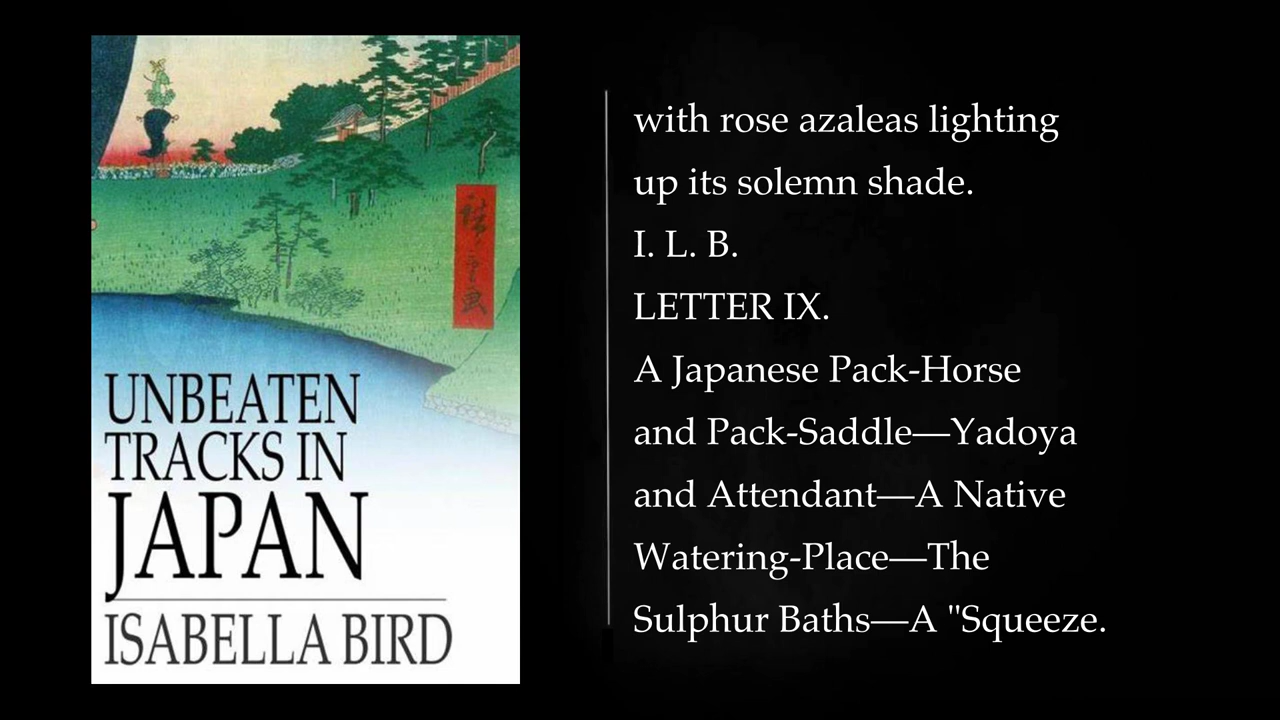 UNBEATEN
TRACKS IN
JAPAN
ISABELLA BIRD
with rose azaleas lighting
up its solemn shade.
I. L. B.
LETTER IX.
A Japanese Pack-Horse
and Pack-Saddle—Yadoya
and Attendant—A Native
Watering-Place—The
Sulphur Baths—A "Squeeze.